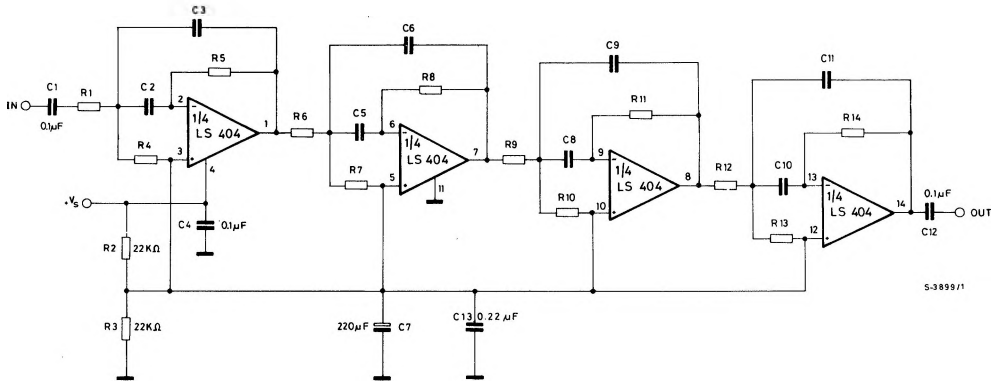 C3
R5
C1
R1
C2
IN
0.1µF
2
-
1/4
LS 404
1
R4
3
+
4
+Vs
C4
0.1µF
R2
22KΩ
R3
22KΩ
C6
R8
R6
C5
6
-
1/4
LS 404
7
R7
5
+
11
220µF
C7
C13
0.22 µF
C9
R11
R9
C8
9
-
1/4
LS 404
8
R10
10
+
C11
R14
R12
C10
13
-
1/4
LS 404
14
R13
12
+
0.1µF
C12
OUT
S-3899/1